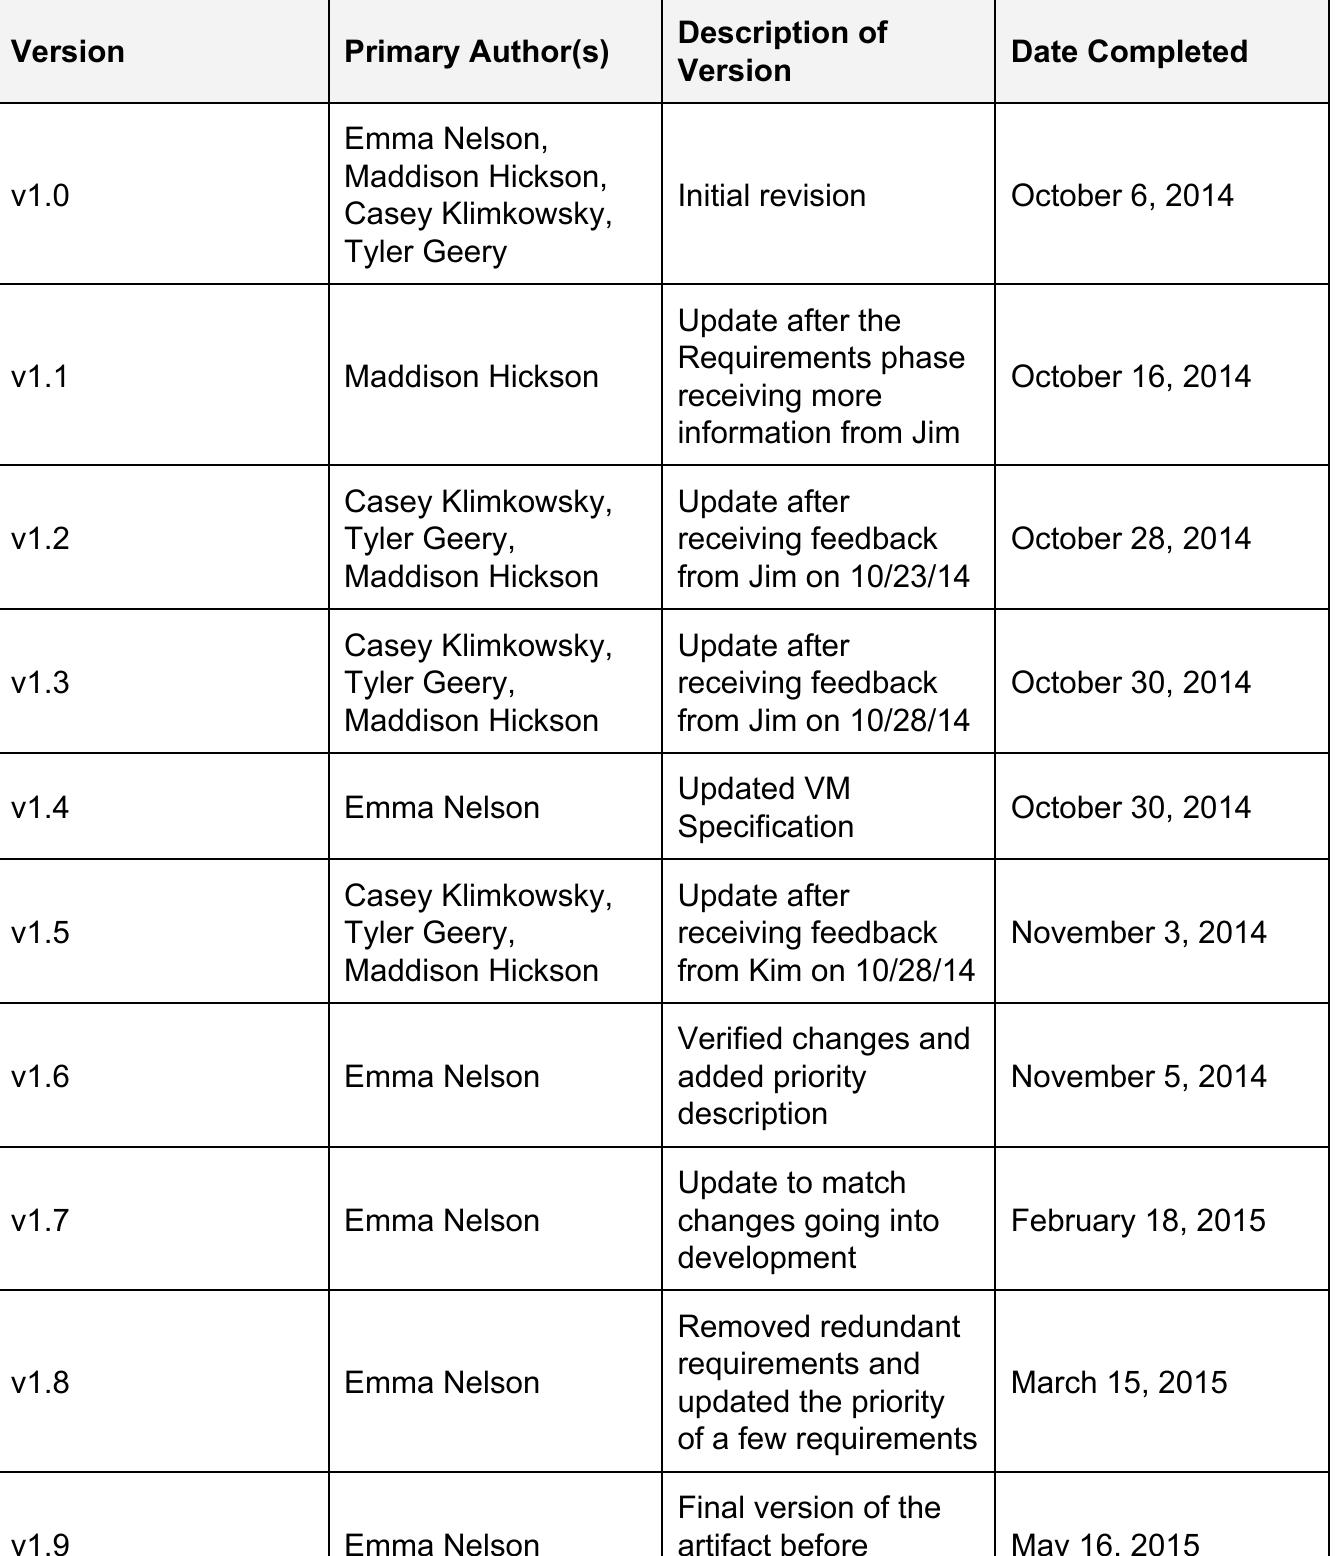 Version
Primary Author(s)
Description of
Version
Date Completed
v1.0
Emma Nelson,
Maddison Hickson,
Casey Klimkowsky,
Tyler Geery
Initial revision
October 6, 2014
v1.1
Maddison Hickson
Update after the
Requirements phase
receiving more
information from Jim
October 16, 2014
v1.2
Casey Klimkowsky,
Tyler Geery,
Maddison Hickson
Update after
receiving feedback
from Jim on 10/23/14
October 28, 2014
v1.3
Casey Klimkowsky,
Tyler Geery,
Maddison Hickson
Update after
receiving feedback
from Jim on 10/28/14
October 30, 2014
v1.4
Emma Nelson
Updated VM
Specification
October 30, 2014
v1.5
Casey Klimkowsky,
Tyler Geery,
Maddison Hickson
Update after
receiving feedback
from Kim on 10/28/14
November 3, 2014
v1.6
Emma Nelson
Verified changes and
added priority
description
November 5, 2014
v1.7
Emma Nelson
Update to match
changes going into
development
February 18, 2015
v1.8
Emma Nelson
Removed redundant
requirements and
updated the priority
of a few requirements
March 15, 2015
v1.9
Emma Nelson
Final version of the
artifact before
May 16, 2015